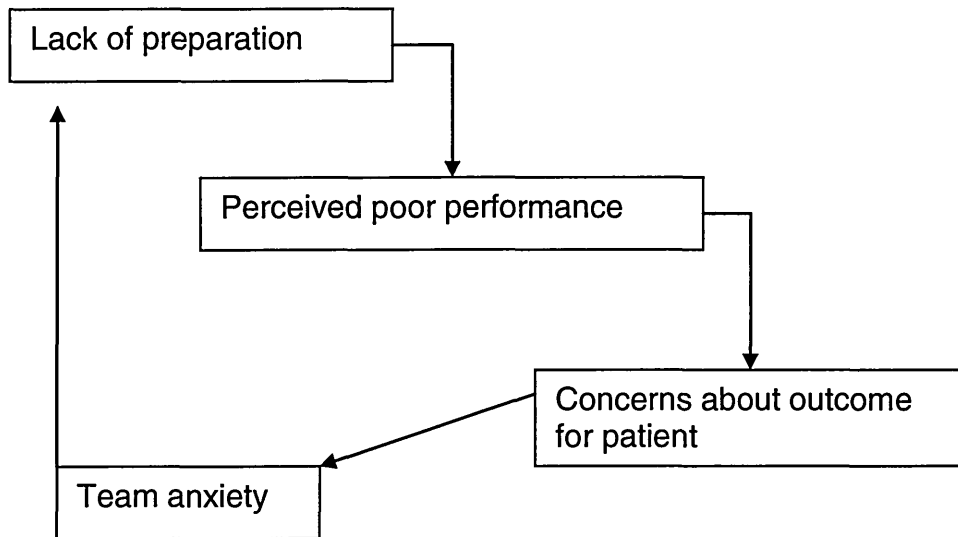 Lack of preparation
Perceived poor performance
Concerns about outcome
for patient
Team anxiety